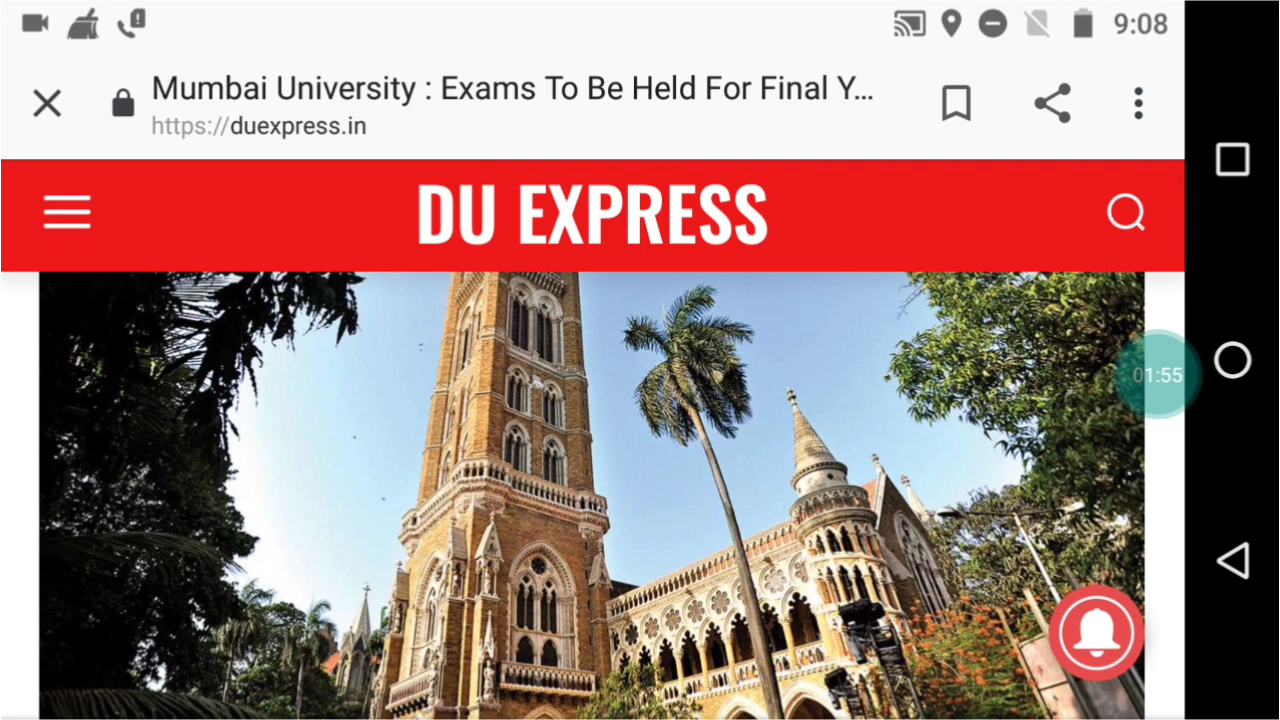 9:08
Mumbai University : Exams To Be Held For Final Y...
https://duexpress.in
DU EXPRESS
01:55